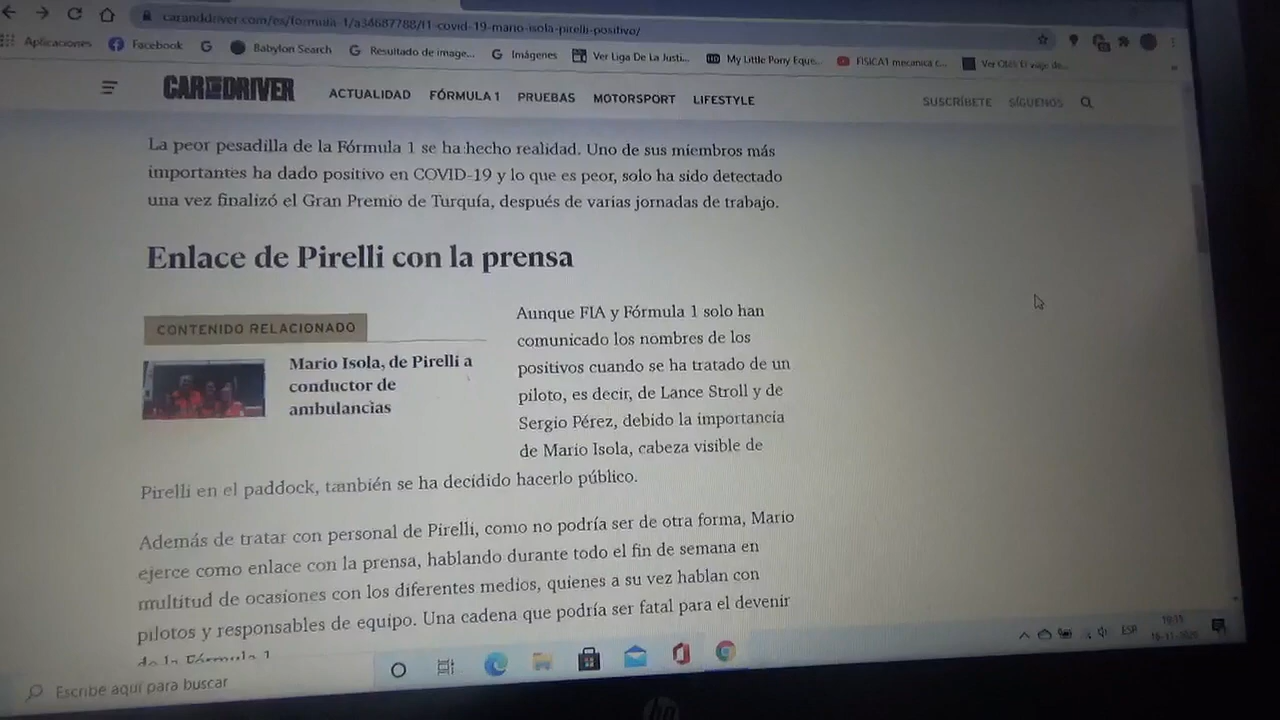 caranddriver.com/es/formula-1/a34687788/f1-covid-19-mario-isola-pirelli-positivo/
Aplicaciones Facebook Babylon Search Resultado de image... Imágenes Ver Liga De La Justi... My Little Pony Eque... FISICA1 mecanica c...
CAR AND DRIVER ACTUALIDAD FÓRMULA 1 PRUEBAS MOTORSPORT LIFESTYLE SUSCRÍBETE SÍGUENOS
La peor pesadilla de la Fórmula 1 se ha hecho realidad. Uno de sus miembros más
importantes ha dado positivo en COVID-19 y lo que es peor, solo ha sido detectado
una vez finalizó el Gran Premio de Turquía, después de varias jornadas de trabajo.
Enlace de Pirelli con la prensa
CONTENIDO RELACIONADO
Mario Isola, de Pirelli a
conductor de
ambulancias
Aunque FIA y Fórmula 1 solo han
comunicado los nombres de los
positivos cuando se ha tratado de un
piloto, es decir, de Lance Stroll y de
Sergio Pérez, debido la importancia
de Mario Isola, cabeza visible de
Pirelli en el paddock, también se ha decidido hacerlo público.
Además de tratar con personal de Pirelli, como no podría ser de otra forma, Mario
ejerce como enlace con la prensa, hablando durante todo el fin de semana en
multitud de ocasiones con los diferentes medios, quienes a su vez hablan con
pilotos y responsables de equipo. Una cadena que podría ser fatal para el devenir
de la Fórmula 1
Escribe aquí para buscar
ESP
hp